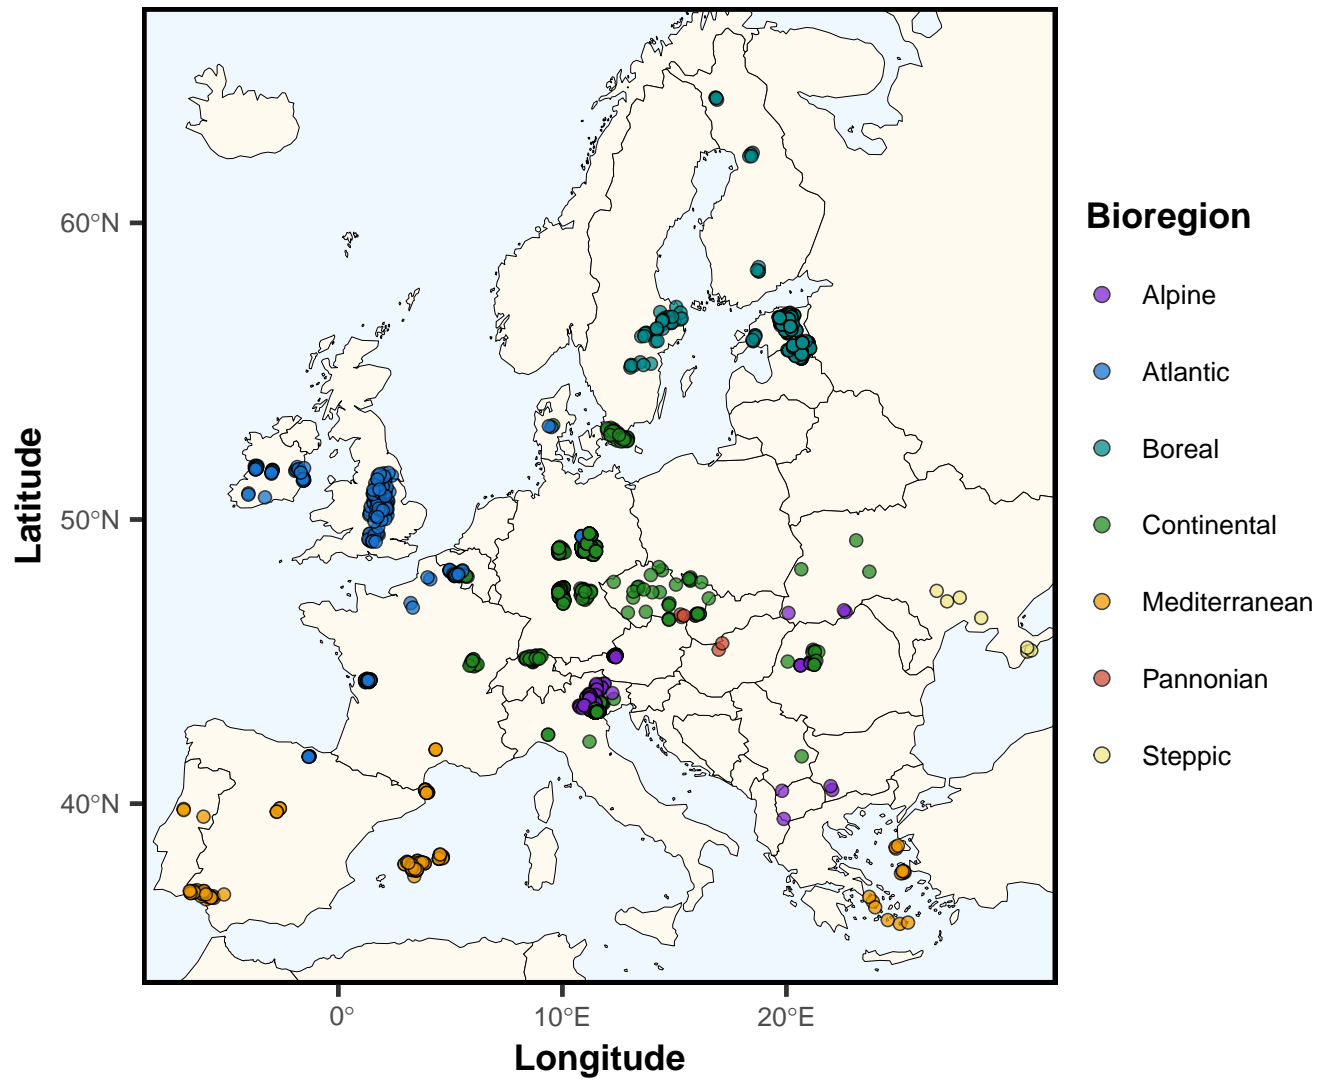 60°N
50°N
40°N
Latitude
0°
10°E
20°E
Longitude
Bioregion
Alpine
Atlantic
Boreal
Continental
Mediterranean
Pannonian
Steppic